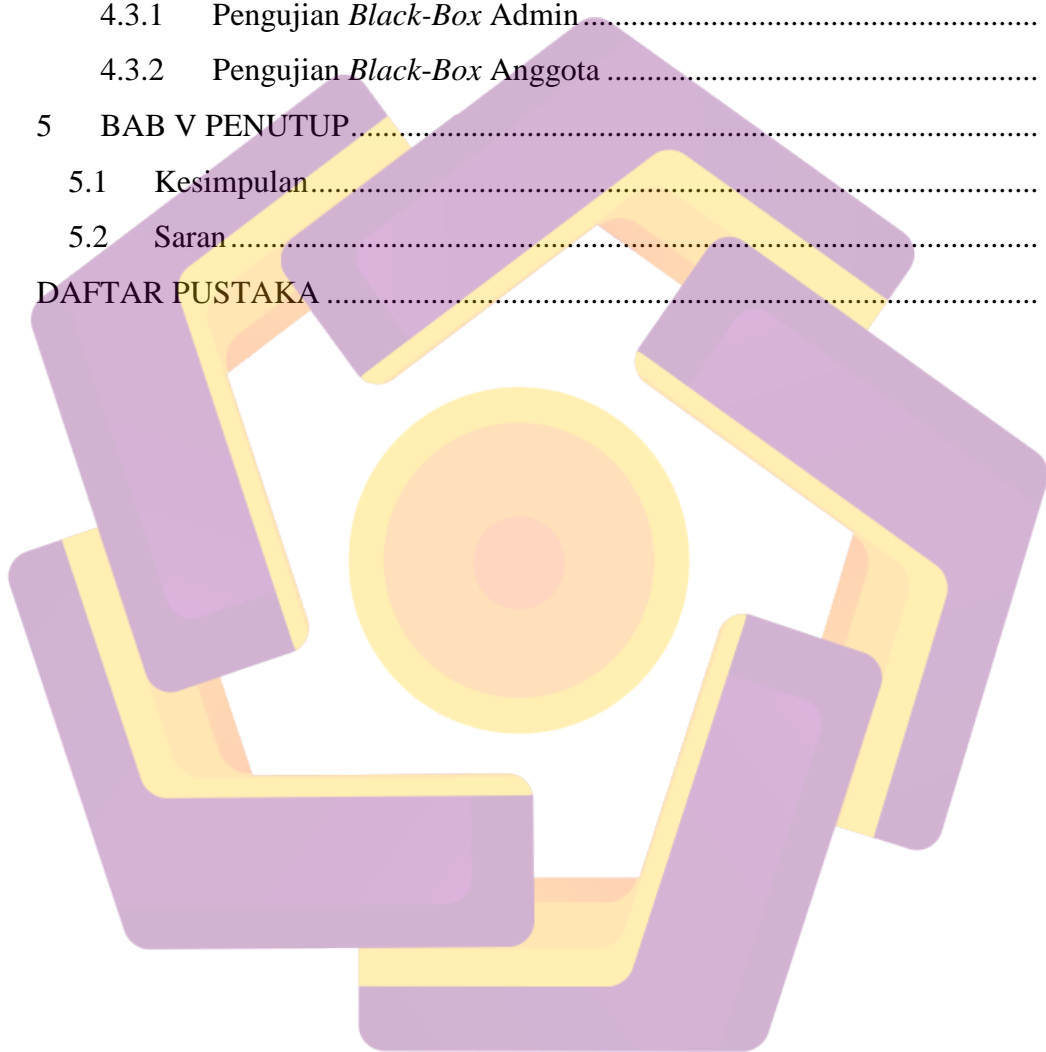 4.3.1 Pengujian Black-Box Admin........................................................
4.3.2 Pengujian Black-Box Anggota .....................................................
5 BAB V PENUTUP....................................................................................
5.1 Kesimpulan...........................................................................................
5.2 Saran.....................................................................................................
DAFTAR PUSTAKA .......................................................................................